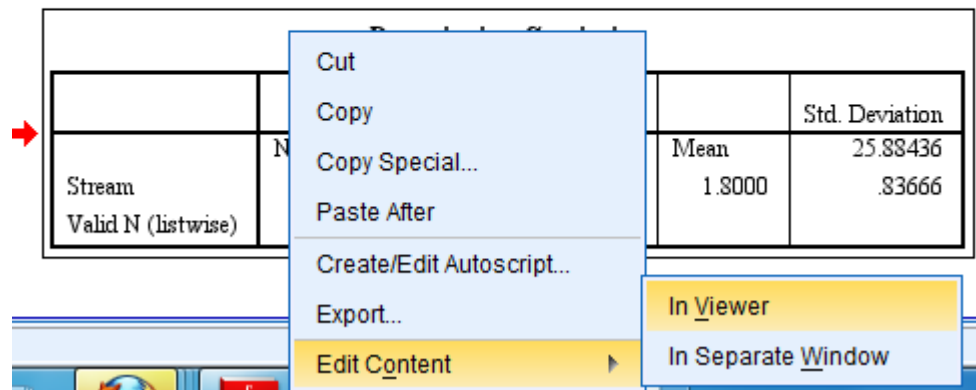 Std. Deviation
N Mean 25.88436
Stream 1.8000 .83666
Valid N (listwise)
Cut
Copy
Copy Special...
Paste After
Create/Edit Autoscript...
Export...
Edit Content
In Viewer
In Separate Window